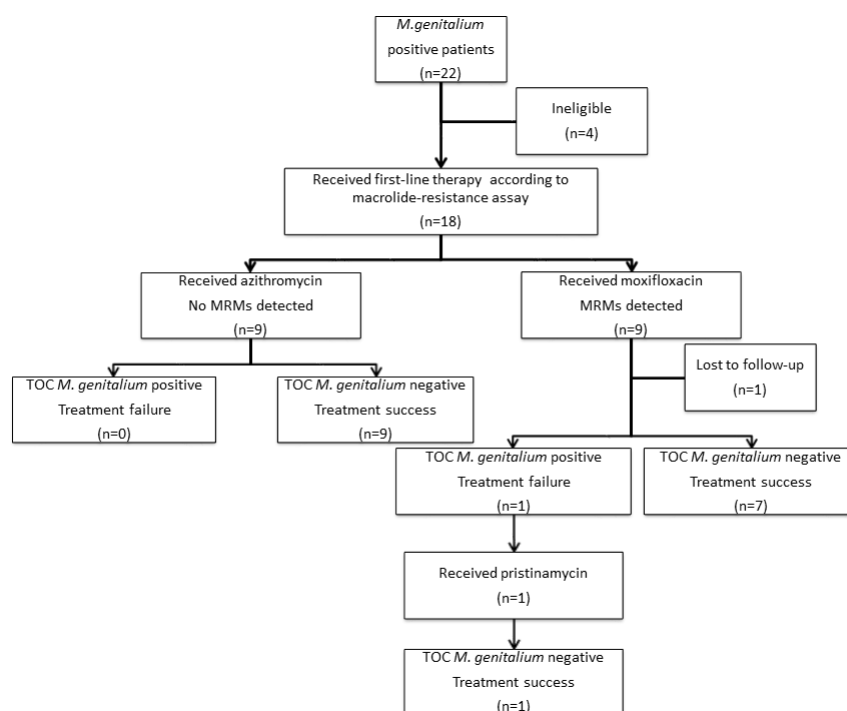 M.genitalium
positive patients
(n=22)
Ineligible
(n=4)
Received first-line therapy according to
macrolide-resistance assay
(n=18)
Received azithromycin
No MRMs detected
(n=9)
Received moxifloxacin
MRMs detected
(n=9)
Lost to follow-up
(n=1)
TOC M. genitalium positive
Treatment failure
(n=0)
TOC M. genitalium negative
Treatment success
(n=9)
TOC M. genitalium positive
Treatment failure
(n=1)
TOC M. genitalium negative
Treatment success
(n=7)
Received pristinamycin
(n=1)
TOC M. genitalium negative
Treatment success
(n=1)